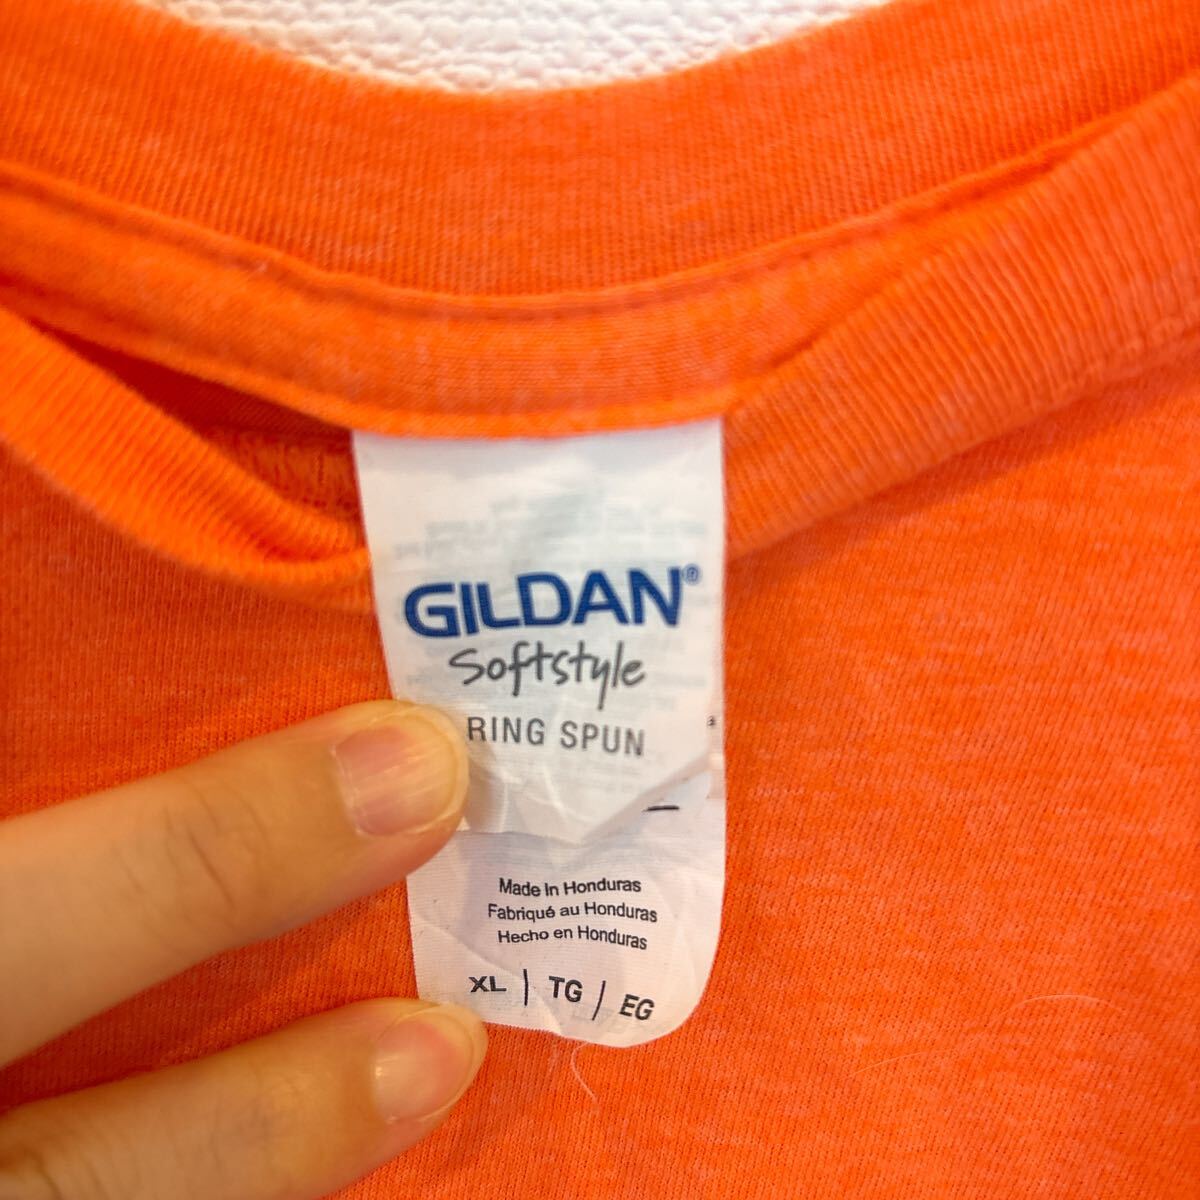 GILDAN®
Softstyle
RING SPUN
Made In Honduras
Fabriqué au Honduras
Hecho en Honduras
XL | TG / EG